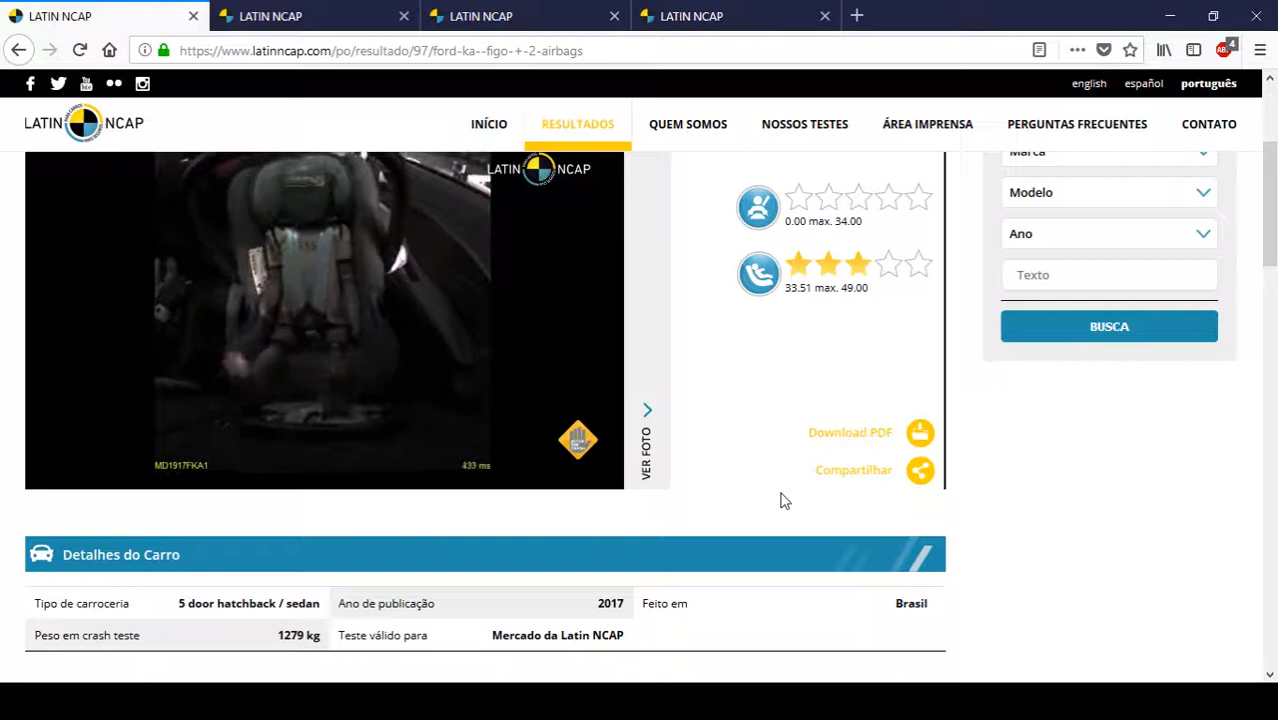 LATIN NCAP
LATIN NCAP
LATIN NCAP
LATIN NCAP
https://www.latinncap.com/po/resultado/97/ford-ka--figo-+-2-airbags
4
english
español
português
LATIN NCAP
INÍCIO
RESULTADOS
QUEM SOMOS
NOSSOS TESTES
ÁREA IMPRENSA
PERGUNTAS FRECUENTES
CONTATO
LATIN NCAP
MD1917FKA1
433 ms
VER FOTO
0.00 max. 34.00
33.51 max. 49.00
Download PDF
Compartilhar
Marca
Modelo
Ano
Texto
BUSCA
Detalhes do Carro
Tipo de carroceria 5 door hatchback / sedan Ano de publicação 2017 Feito em Brasil
Peso em crash teste 1279 kg Teste válido para Mercado da Latin NCAP